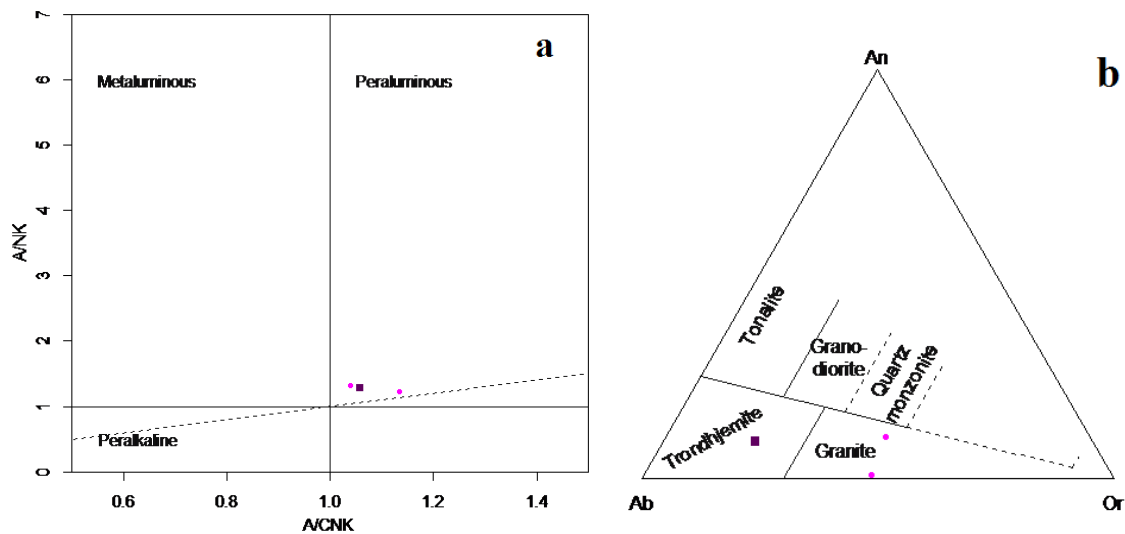 a
Metaluminous
Peraluminous
Peralkaline
A/NK
7
6
5
4
3
2
1
0
0.6
0.8
1.0
1.2
1.4
A/CNK
b
An
Tonalite
Grano-
diorite
Quartz
monzonite
Trondhjemite
Granite
Ab
Or